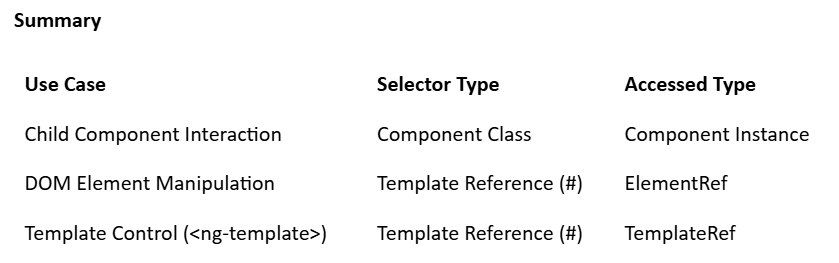 Summary
Use Case Selector Type Accessed Type
Child Component Interaction Component Class Component Instance
DOM Element Manipulation Template Reference (#) ElementRef
Template Control (<ng-template>) Template Reference (#) TemplateRef